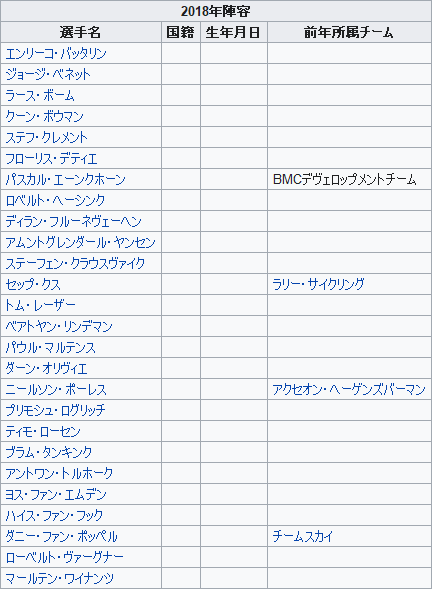 2018年陣容
選手名 国籍 生年月日 前年所属チーム
エンリーコ・バッタリン
ジョージ・ベネット
ラース・ボーム
クーン・ボウマン
ステフ・クレメント
フローリス・デティエ
パスカル・エーンクホーン BMCデヴェロップメントチーム
ロベルト・ヘーシンク
ディラン・フルーネヴェーヘン
アムントグレンダール・ヤンセン
ステーフェン・クラウスヴァイク
セップ・クス ラリー・サイクリング
トム・レーザー
ベアトヤン・リンデマン
パウル・マルテンス
ダーン・オリヴィエ
ニールソン・ポーレス アクセオン・ヘーゲンズバーマン
プリモシュ・ログリッチ
ティモ・ローセン
ブラム・タンキンク
アントワン・トルホーク
ヨス・ファン・エムデン
ハイス・ファン・フック
ダニー・ファン・ポッペル チームスカイ
ローベルト・ヴァーグナー
マールテン・ワイナンツ